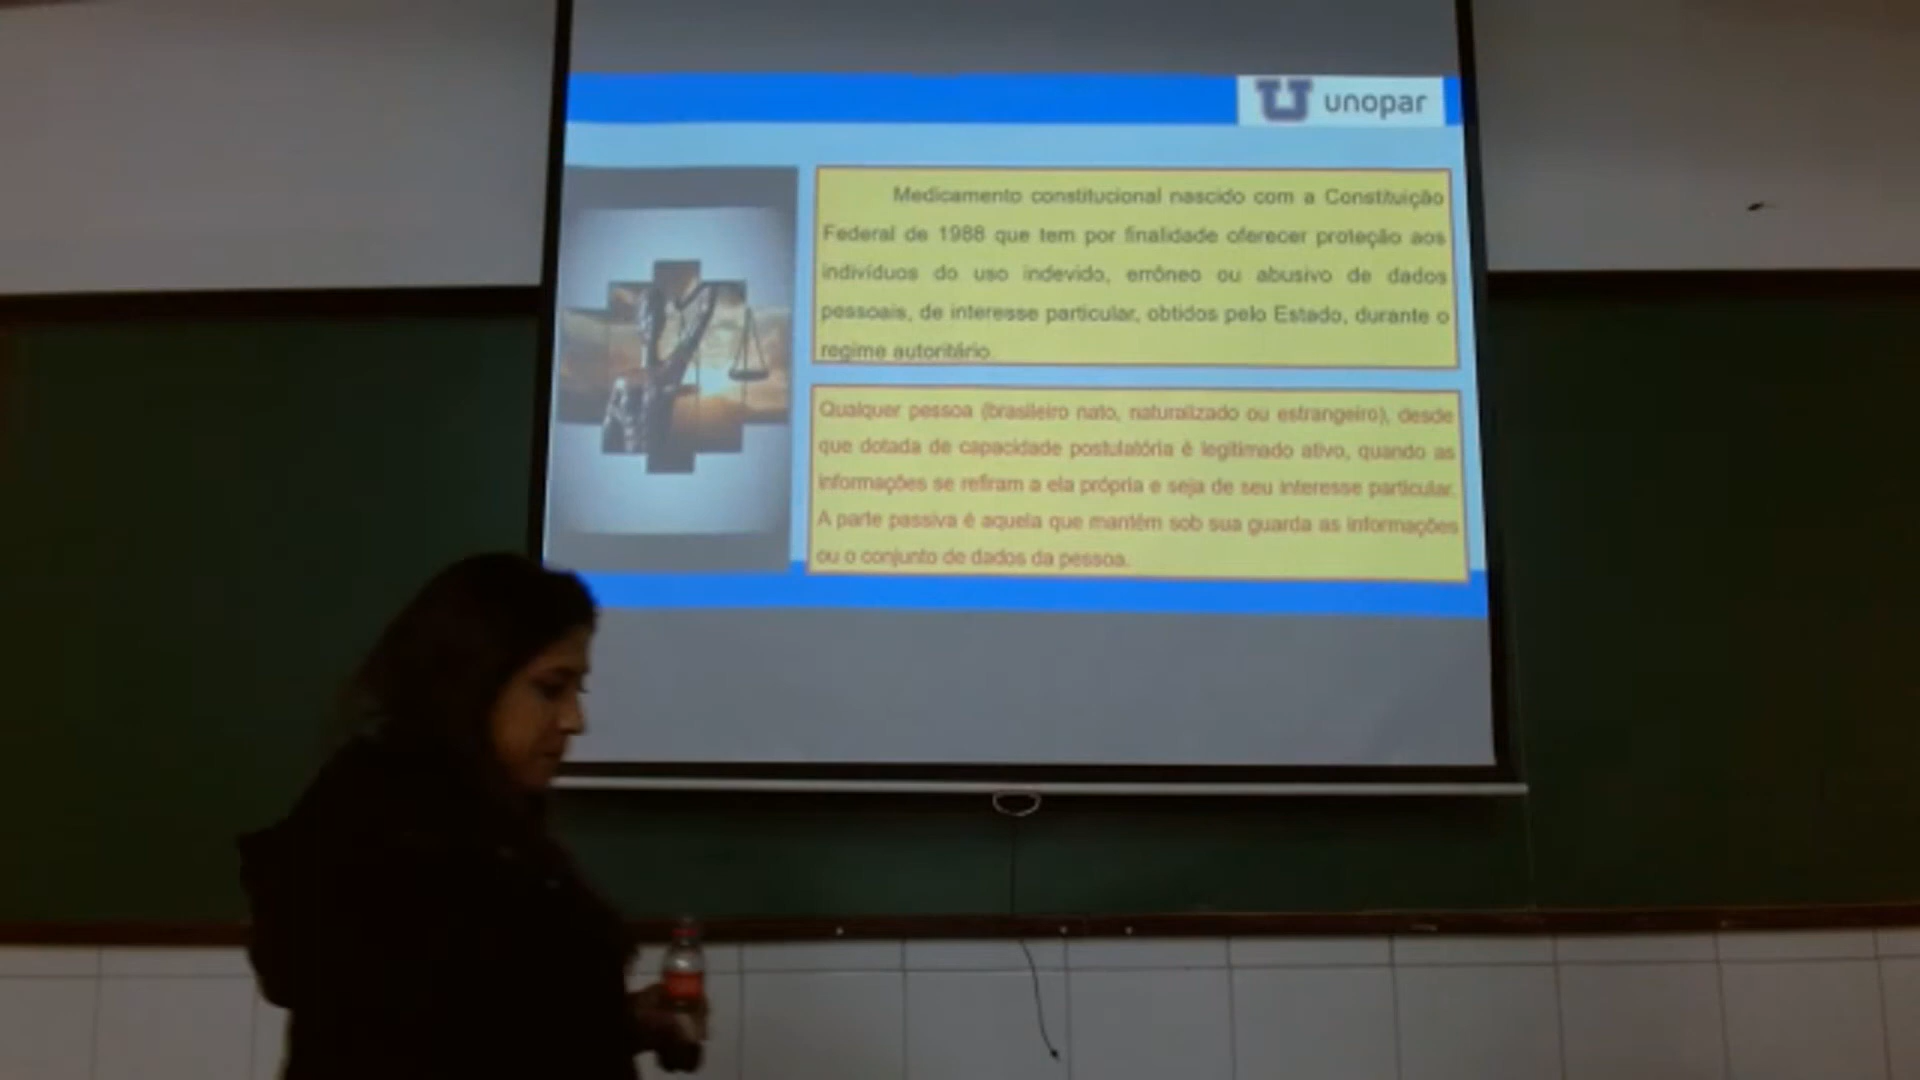 unopar
Medicamento constitucional nascido com a Constituição
Federal de 1988 que tem por finalidade oferecer proteção aos
indivíduos do uso indevido, errôneo ou abusivo de dados
pessoais, de interesse particular, obtidos pelo Estado, durante o
regime autoritário.
Qualquer pessoa (brasileiro nato, naturalizado ou estrangeiro), desde
que dotada de capacidade postulatória é legitimado ativo, quando as
informações se refiram a ela própria e seja de seu interesse particular.
A parte passiva é aquela que mantém sob sua guarda as informações
ou o conjunto de dados da pessoa.